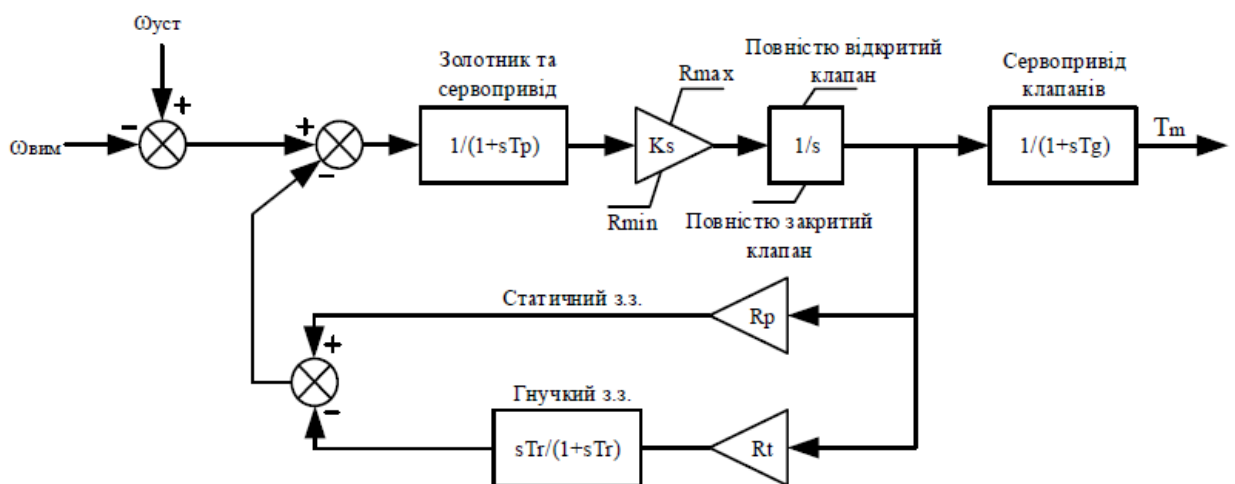 ωуст
+
−
ωвим
+
−
Золотник та
сервопривід
1/(1+sTp)
Rmax
Ks
Rmin
Повністю відкритий
клапан
1/s
Повністю закритий
клапан
Сервопривід
клапанів
1/(1+sTg)
Tm
Статичний з.з.
Rp
+
−
Гнучкий з.з.
sTr/(1+sTr)
Rt